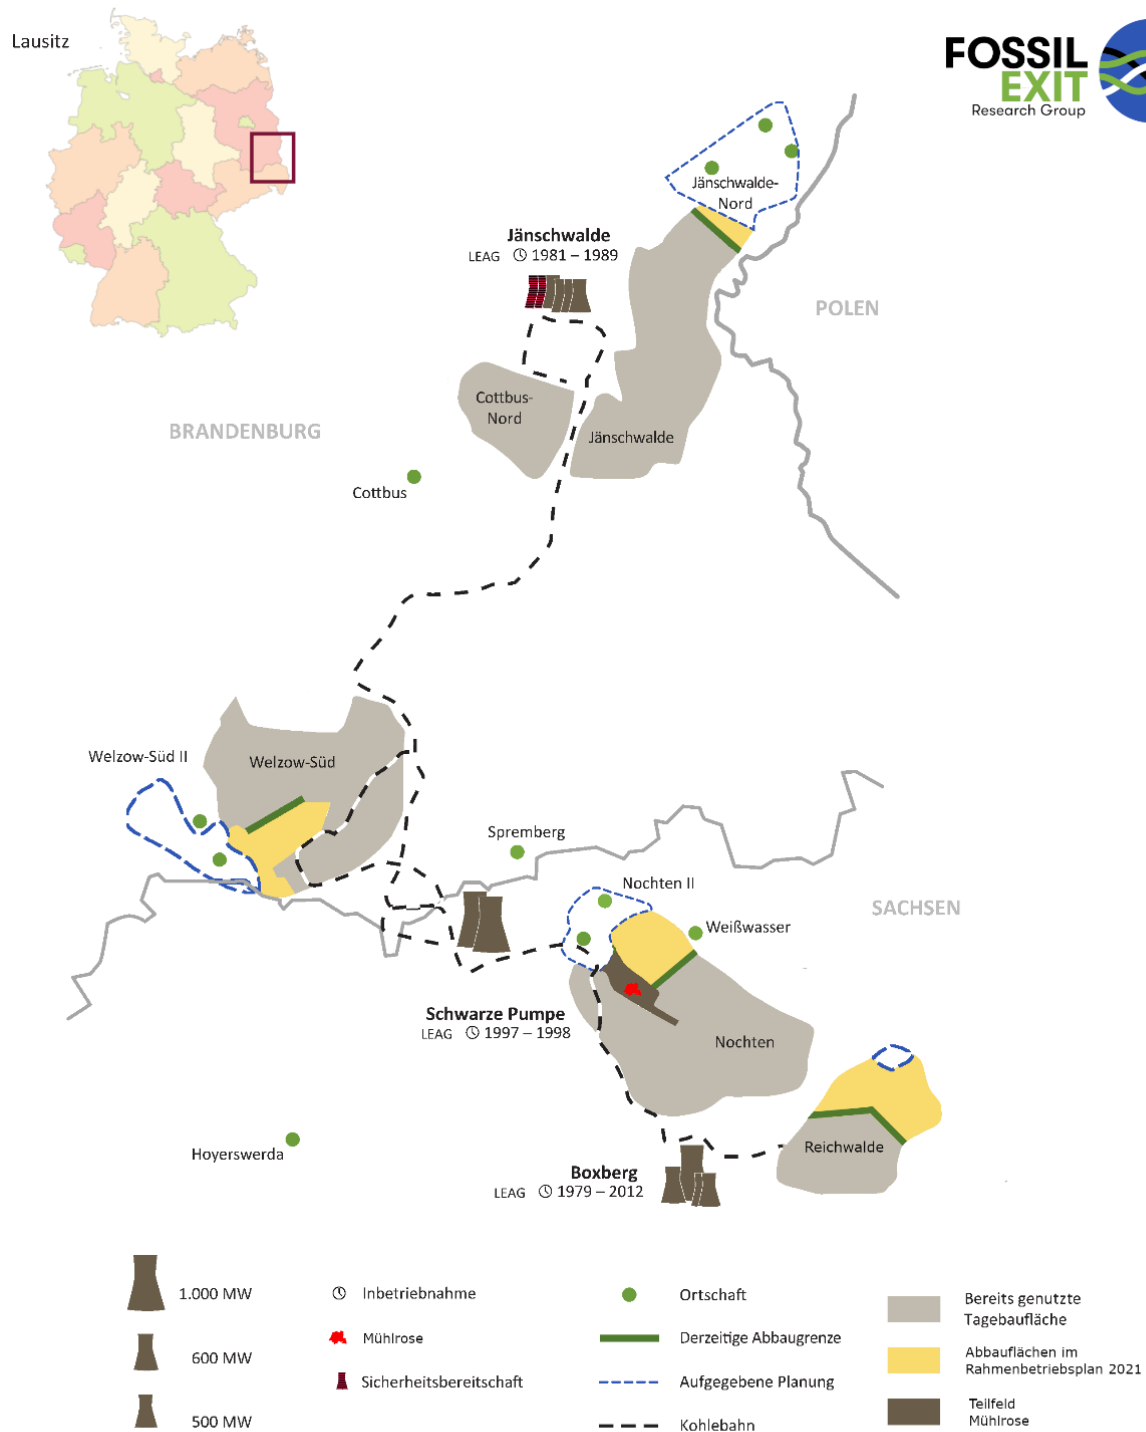 Lausitz
FOSSIL
EXIT
Research Group
Jänschwalde-
Nord
Jänschwalde
LEAG 1981 – 1989
POLEN
Cottbus-
Nord
Jänschwalde
BRANDENBURG
Cottbus
Welzow-Süd II
Welzow-Süd
Spremberg
Nochten II
SACHSEN
Weißwasser
Schwarze Pumpe
LEAG 1997 – 1998
Nochten
Reichwalde
Hoyerswerda
Boxberg
LEAG 1979 – 2012
1.000 MW
600 MW
500 MW
Inbetriebnahme
Mühlrose
Sicherheitsbereitschaft
Ortschaft
Derzeitige Abbaugrenze
Aufgegebene Planung
Kohlebahn
Bereits genutzte
Tagebaufläche
Abbauflächen im
Rahmenbetriebsplan 2021
Teilfeld
Mühlrose